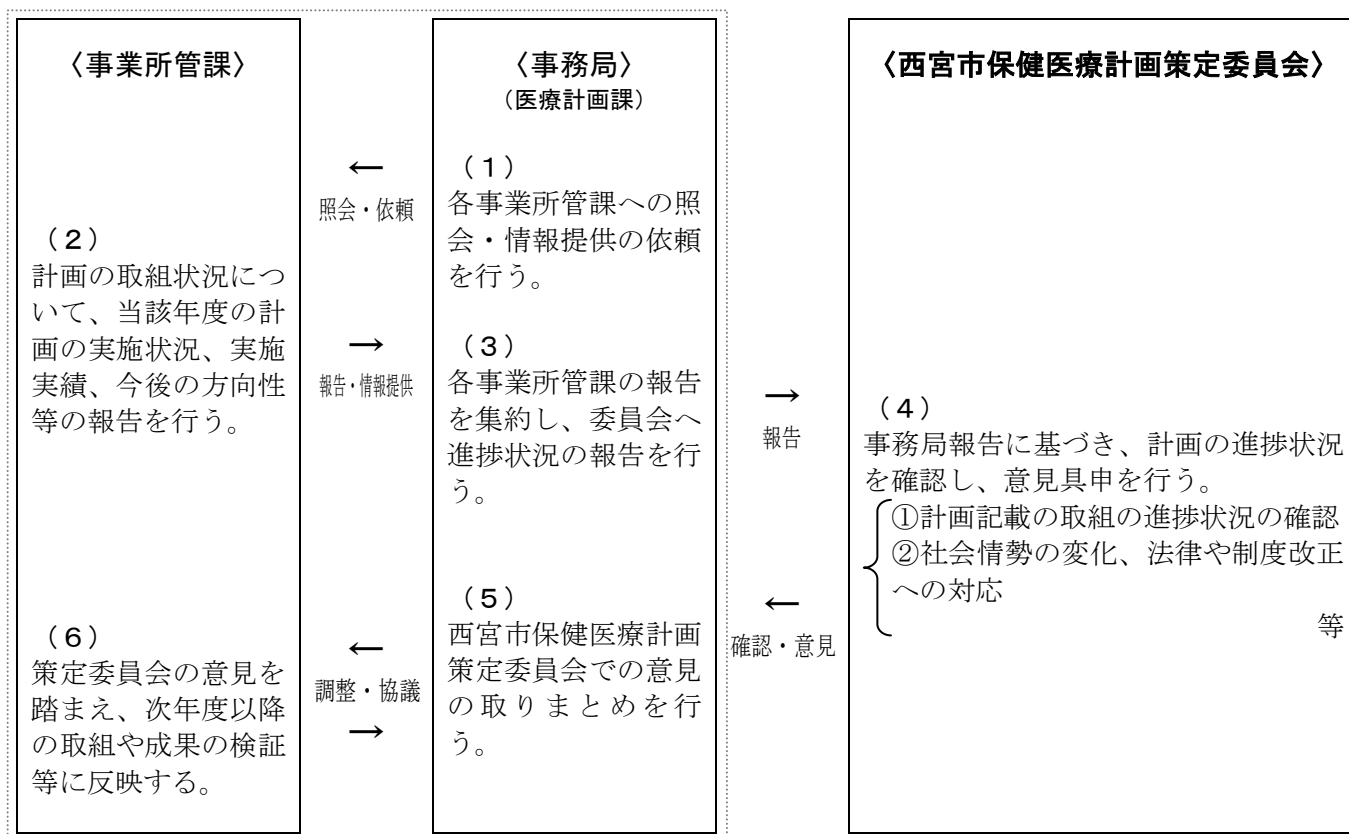 〈事業所管課〉
(2)
計画の取組状況につ
いて、当該年度の計
画の実施状況、実施
実績、今後の方向性
等の報告を行う。
(6)
策定委員会の意見を
踏まえ、次年度以降
の取組や成果の検証
等に反映する。
←
照会・依頼
→
報告・情報提供
←
調整・協議
→
〈事務局〉
(医療計画課)
(1)
各事業所管課への照
会・情報提供の依頼
を行う。
(3)
各事業所管課の報告
を集約し、委員会へ
進捗状況の報告を行
う。
(5)
西宮市保健医療計画
策定委員会での意見
の取りまとめを行
う。
→
報告
←
確認・意見
〈西宮市保健医療計画策定委員会〉
(4)
事務局報告に基づき、計画の進捗状況
を確認し、意見具申を行う。
①計画記載の取組の進捗状況の確認
②社会情勢の変化、法律や制度改正
への対応
等